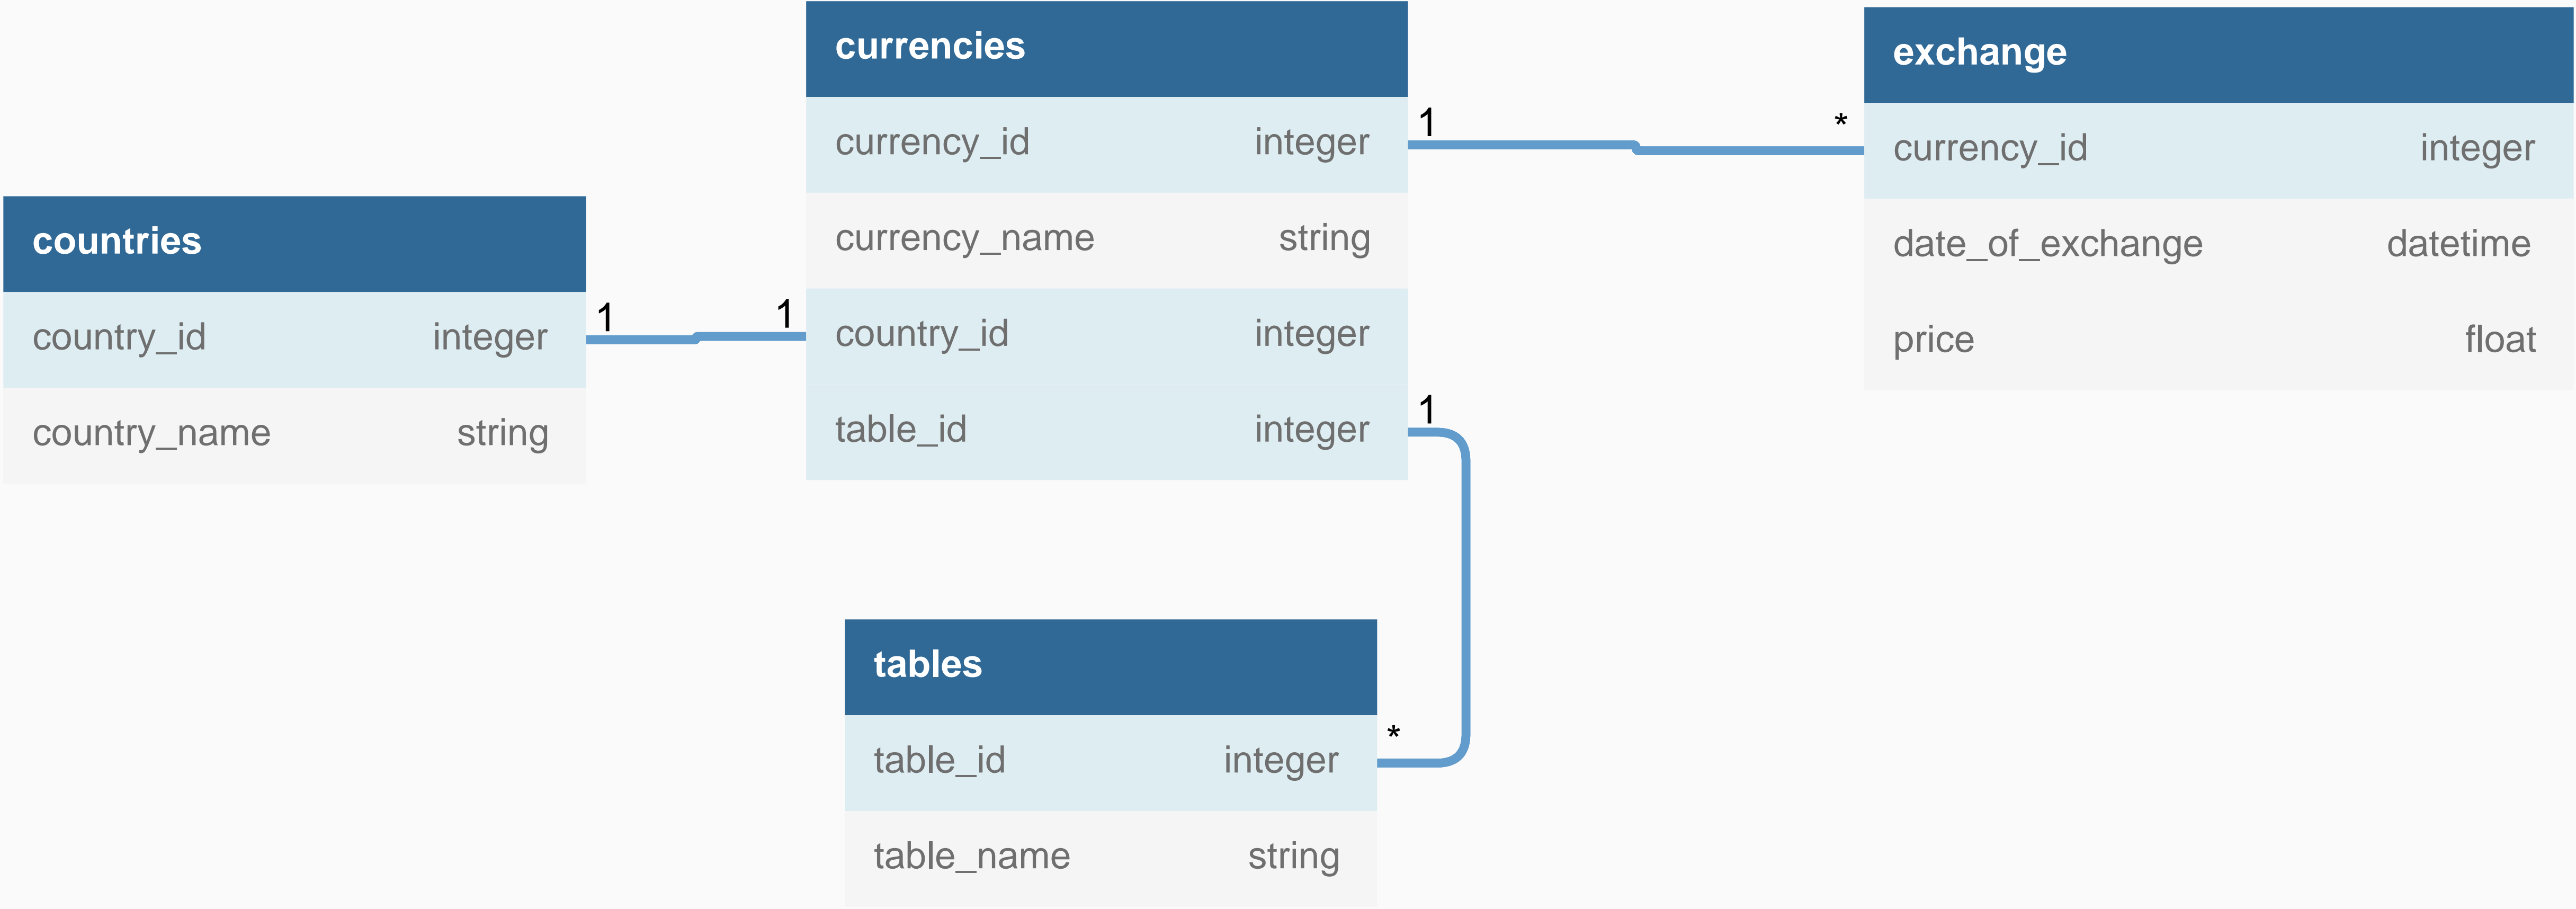 countries
country_id integer
country_name string
currencies
currency_id integer
currency_name string
country_id integer
table_id integer
exchange
currency_id integer
date_of_exchange datetime
price float
tables
table_id integer
table_name string
1 1
1 *
1
*